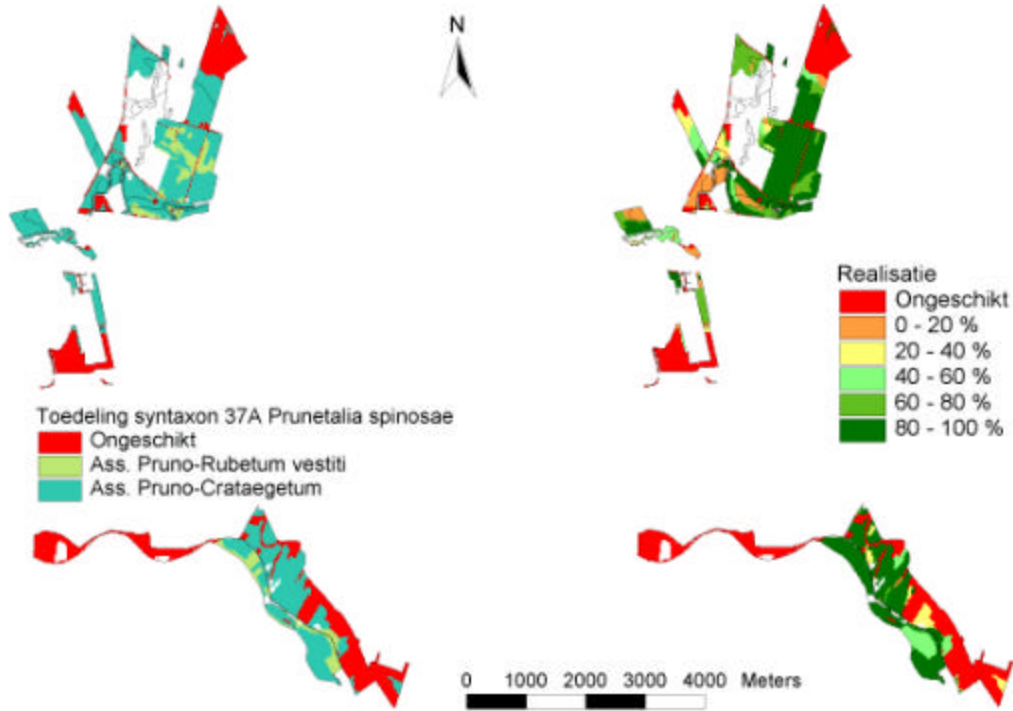 N
Realisatie
Ongeschikt
0 - 20 %
20 - 40 %
40 - 60 %
60 - 80 %
80 - 100 %
Toedeling syntaxon 37A Prunetalia spinosae
Ongeschikt
Ass. Pruno-Rubetum vestiti
Ass. Pruno-Crataegetum
0 1000 2000 3000 4000 Meters